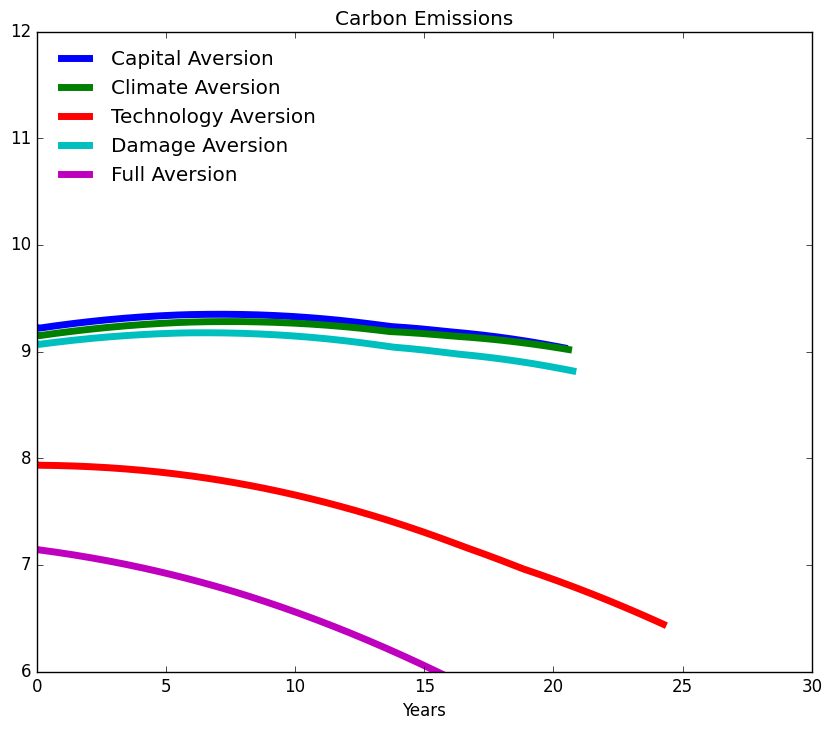 Carbon Emissions
12
11
10
9
8
7
6
Capital Aversion
Climate Aversion
Technology Aversion
Damage Aversion
Full Aversion
0 5 10 15 20 25 30
Years